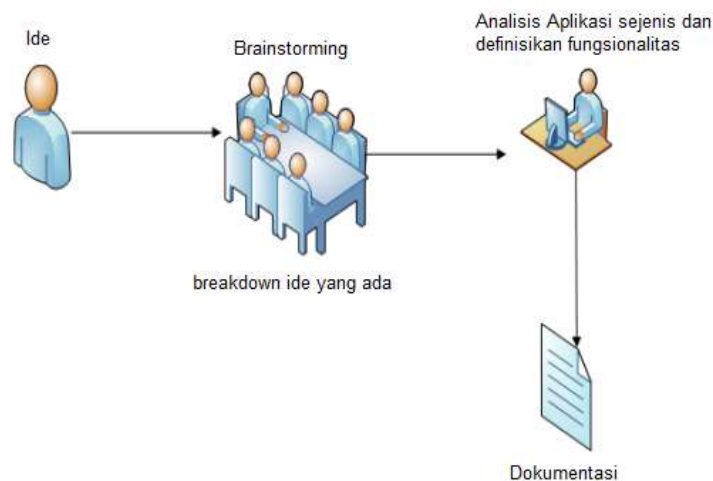 Ide
Brainstorming
Analisis Aplikasi sejenis dan
definisikan fungsionalitas
breakdown ide yang ada
Dokumentasi